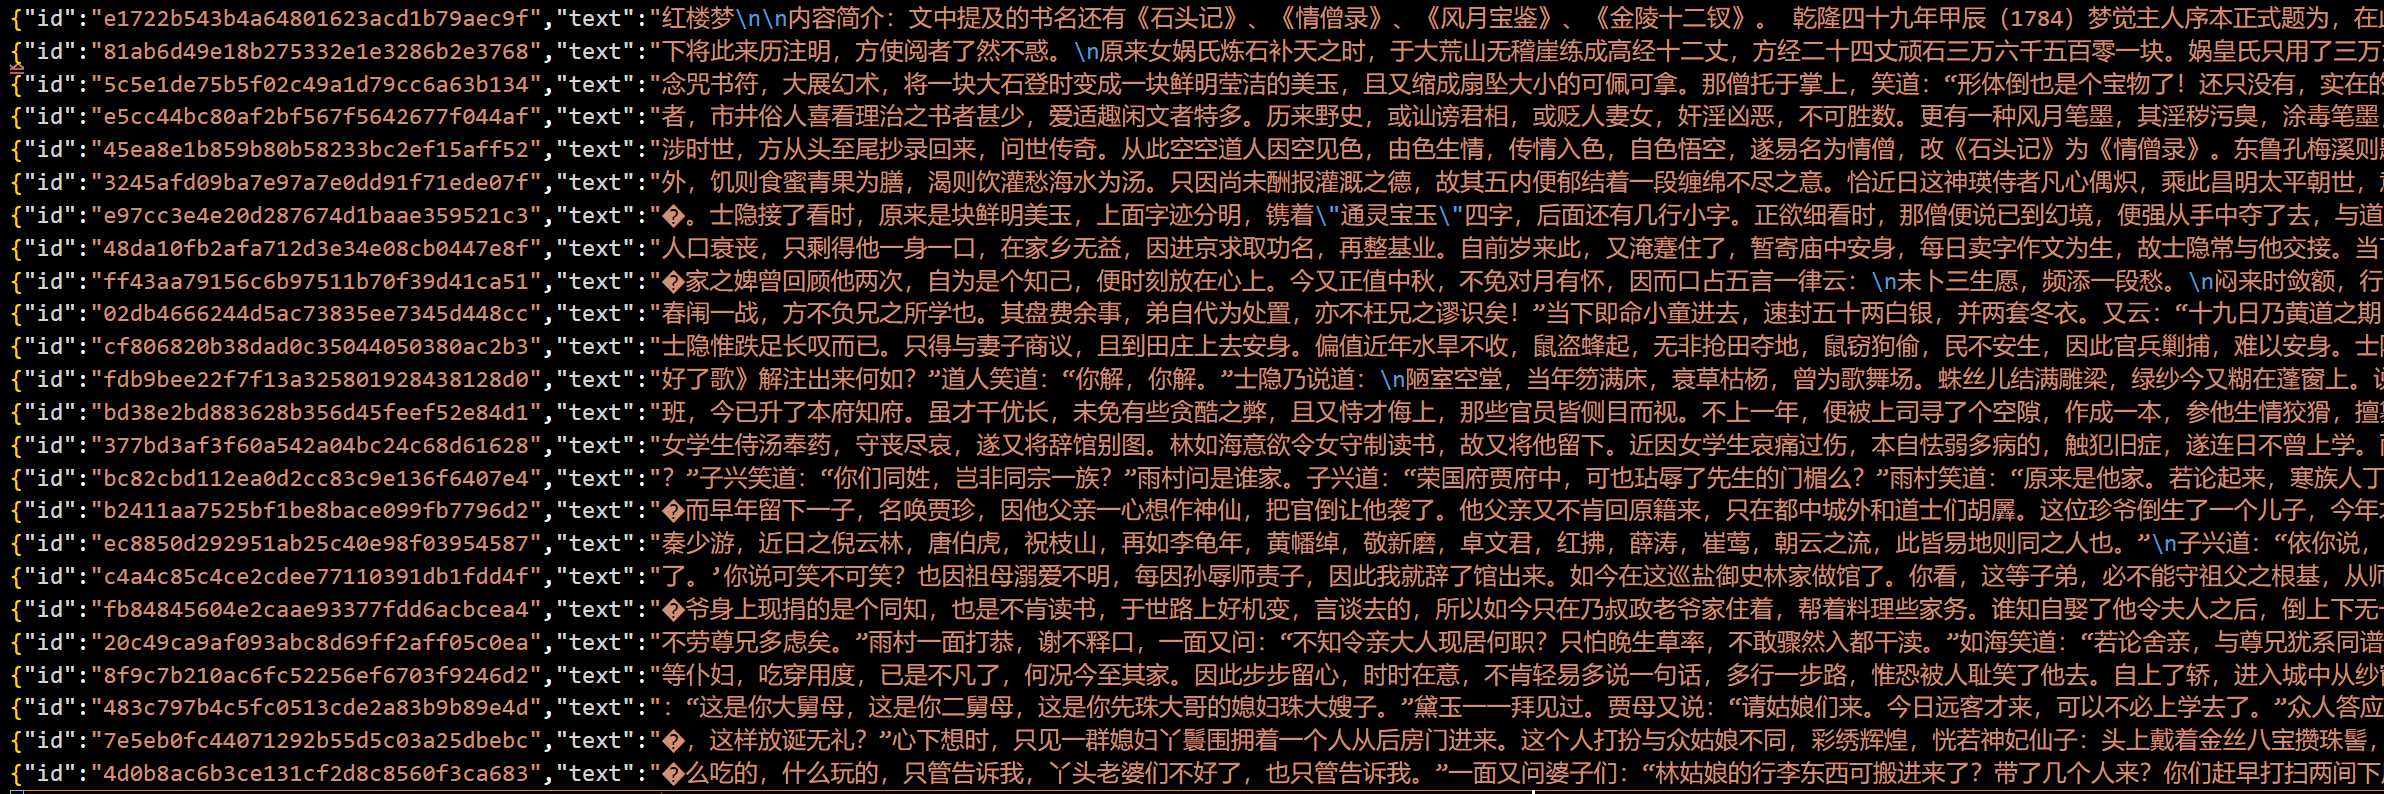 {"id":"e1722b543b4a64801623acd1b79aec9f","text":"红楼梦\n\n内容简介：文中提及的书名还有《石头记》、《情僧录》、《风月宝鉴》、《金陵十二钗》。 乾隆四十九年甲辰（1784）梦觉主人序本正式题为，在
{"id":"81ab6d49e18b275332e1e3286b2e3768","text":"下将此来历注明，方使阅者了然不惑。\n原来女娲氏炼石补天之时，于大荒山无稽崖练成高经十二丈，方经二十四丈顽石三万六千五百零一块。娲皇氏只用了三万
{"id":"5c5e1de75b5f02c49a1d79cc6a63b134","text":"念咒书符，大展幻术，将一块大石登时变成一块鲜明莹洁的美玉，且又缩成扇坠大小的可佩可拿。那僧托于掌上，笑道：“形体倒也是个宝物了！还只没有，实在的
{"id":"e5cc44bc80af2bf567f5642677f044af","text":"者，市井俗人喜看理治之书者甚少，爱适趣闲文者特多。历来野史，或讪谤君相，或贬人妻女，奸淫凶恶，不可胜数。更有一种风月笔墨，其淫秽污臭，涂毒笔墨
{"id":"45ea8e1b859b80b58233bc2ef15aff52","text":"涉时世，方从头至尾抄录回来，问世传奇。从此空空道人因空见色，由色生情，传情入色，自色悟空，遂易名为情僧，改《石头记》为《情僧录》。东鲁孔梅溪则
{"id":"3245afd09ba7e97a7e0dd91f71ede07f","text":"外，饥则食蜜青果为膳，渴则饮灌愁海水为汤。只因尚未酬报灌溉之德，故其五内便郁结着一段缠绵不尽之意。恰近日这神瑛侍者凡心偶炽，乘此昌明太平朝世，
{"id":"e97cc3e4e20d287674d1baae359521c3","text":"�。士隐接了看时，原来是块鲜明美玉，上面字迹分明，镌着\"通灵宝玉\"四字，后面还有几行小字。正欲细看时，那僧便说已到幻境，便强从手中夺了去，与道
{"id":"48da10fb2afa712d3e34e08cb0447e8f","text":"人口衰丧，只剩得他一身一口，在家乡无益，因进京求取功名，再整基业。自前岁来此，又淹蹇住了，暂寄庙中安身，每日卖字作文为生，故士隐常与他交接。当
{"id":"ff43aa79156c6b97511b70f39d41ca51","text":"�家之婢曾回顾他两次，自为是个知己，便时刻放在心上。今又正值中秋，不免对月有怀，因而口占五言一律云：\n未卜三生愿，频添一段愁。\n闷来时敛额，行
{"id":"02db4666244d5ac73835ee7345d448cc","text":"春闱一战，方不负兄之所学也。其盘费余事，弟自代为处置，亦不枉兄之谬识矣！”当下即命小童进去，速封五十两白银，并两套冬衣。又云：“十九日乃黄道之期
{"id":"cf806820b38dad0c35044050380ac2b3","text":"士隐惟跌足长叹而已。只得与妻子商议，且到田庄上去安身。偏值近年水旱不收，鼠盗蜂起，无非抢田夺地，鼠窃狗偷，民不安生，因此官兵剿捕，难以安身。士
{"id":"fdb9bee22f7f13a325801928438128d0","text":"好了歌》解注出来何如？”道人笑道：“你解，你解。”士隐乃说道：\n陋室空堂，当年笏满床，衰草枯杨，曾为歌舞场。蛛丝儿结满雕梁，绿纱今又糊在蓬窗上。说
{"id":"bd38e2bd883628b356d45feef52e84d1","text":"班，今已升了本府知府。虽才干优长，未免有些贪酷之弊，且又恃才侮上，那些官员皆侧目而视。不上一年，便被上司寻了个空隙，作成一本，参他生情狡猾，擅
{"id":"377bd3af3f60a542a04bc24c68d61628","text":"女学生侍汤奉药，守丧尽哀，遂又将辞馆别图。林如海意欲令女守制读书，故又将他留下。近因女学生哀痛过伤，本自怯弱多病的，触犯旧症，遂连日不曾上学。
{"id":"bc82cbd112ea0d2cc83c9e136f6407e4","text":"？”子兴笑道：“你们同姓，岂非同宗一族？”雨村问是谁家。子兴道：“荣国府贾府中，可也玷辱了先生的门楣么？”雨村笑道：“原来是他家。若论起来，寒族人丁
{"id":"b2411aa7525bf1be8bace099fb7796d2","text":"�而早年留下一子，名唤贾珍，因他父亲一心想作神仙，把官倒让他袭了。他父亲又不肯回原籍来，只在都中城外和道士们胡羼。这位珍爷倒生了一个儿子，今年
{"id":"ec8850d292951ab25c40e98f03954587","text":"秦少游，近日之倪云林，唐伯虎，祝枝山，再如李龟年，黄幡绰，敬新磨，卓文君，红拂，薛涛，崔莺，朝云之流，此皆易地则同之人也。”\n子兴道：“依你说，
{"id":"c4a4c85c4ce2cdee77110391db1fdd4f","text":"了。’你说可笑不可笑？也因祖母溺爱不明，每因孙辱师责子，因此我就辞了馆出来。如今在这巡盐御史林家做馆了。你看，这等子弟，必不能守祖父之根基，从师
{"id":"fb84845604e2caae93377fdd6acbcea4","text":"�爷身上现捐的是个同知，也是不肯读书，于世路上好机变，言谈去的，所以如今只在乃叔政老爷家住着，帮着料理些家务。谁知自娶了他令夫人之后，倒上下无
{"id":"20c49ca9af093abc8d69ff2aff05c0ea","text":"不劳尊兄多虑矣。”雨村一面打恭，谢不释口，一面又问：“不知令亲大人现居何职？只怕晚生草率，不敢骤然入都干渎。”如海笑道：“若论舍亲，与尊兄犹系同谱
{"id":"8f9c7b210ac6fc52256ef6703f9246d2","text":"等仆妇，吃穿用度，已是不凡了，何况今至其家。因此步步留心，时时在意，不肯轻易多说一句话，多行一步路，惟恐被人耻笑了他去。自上了轿，进入城中从纱
{"id":"483c797b4c5fc0513cde2a83b9b89e4d","text":"：“这是你大舅母，这是你二舅母，这是你先珠大哥的媳妇珠大嫂子。”黛玉一一拜见过。贾母又说：“请姑娘们来。今日远客才来，可以不必上学去了。”众人答应
{"id":"7e5eb0fc44071292b55d5c03a25dbebc","text":"�，这样放诞无礼？”心下想时，只见一群媳妇丫鬟围拥着一个人从后房门进来。这个人打扮与众姑娘不同，彩绣辉煌，恍若神妃仙子：头上戴着金丝八宝攒珠髻，
{"id":"4d0b8ac6b3ce131cf2d8c8560f3ca683","text":"�么吃的，什么玩的，只管告诉我，丫头老婆们不好了，也只管告诉我。”一面又问婆子们：“林姑娘的行李东西可搬进来了？带了几个人来？你们赶早打扫两间下